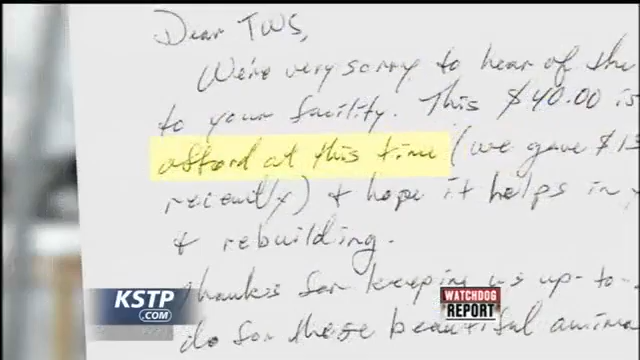 Dear TWS,
We're very sorry to hear of the
to your facility. This $40.00 is
afford at this time (we gave $15
recently) & hope it helps in
& rebuilding.
Thanks for keeping us up-to-
do for these beautiful anima
KSTP
.COM
WATCHDOG
REPORT